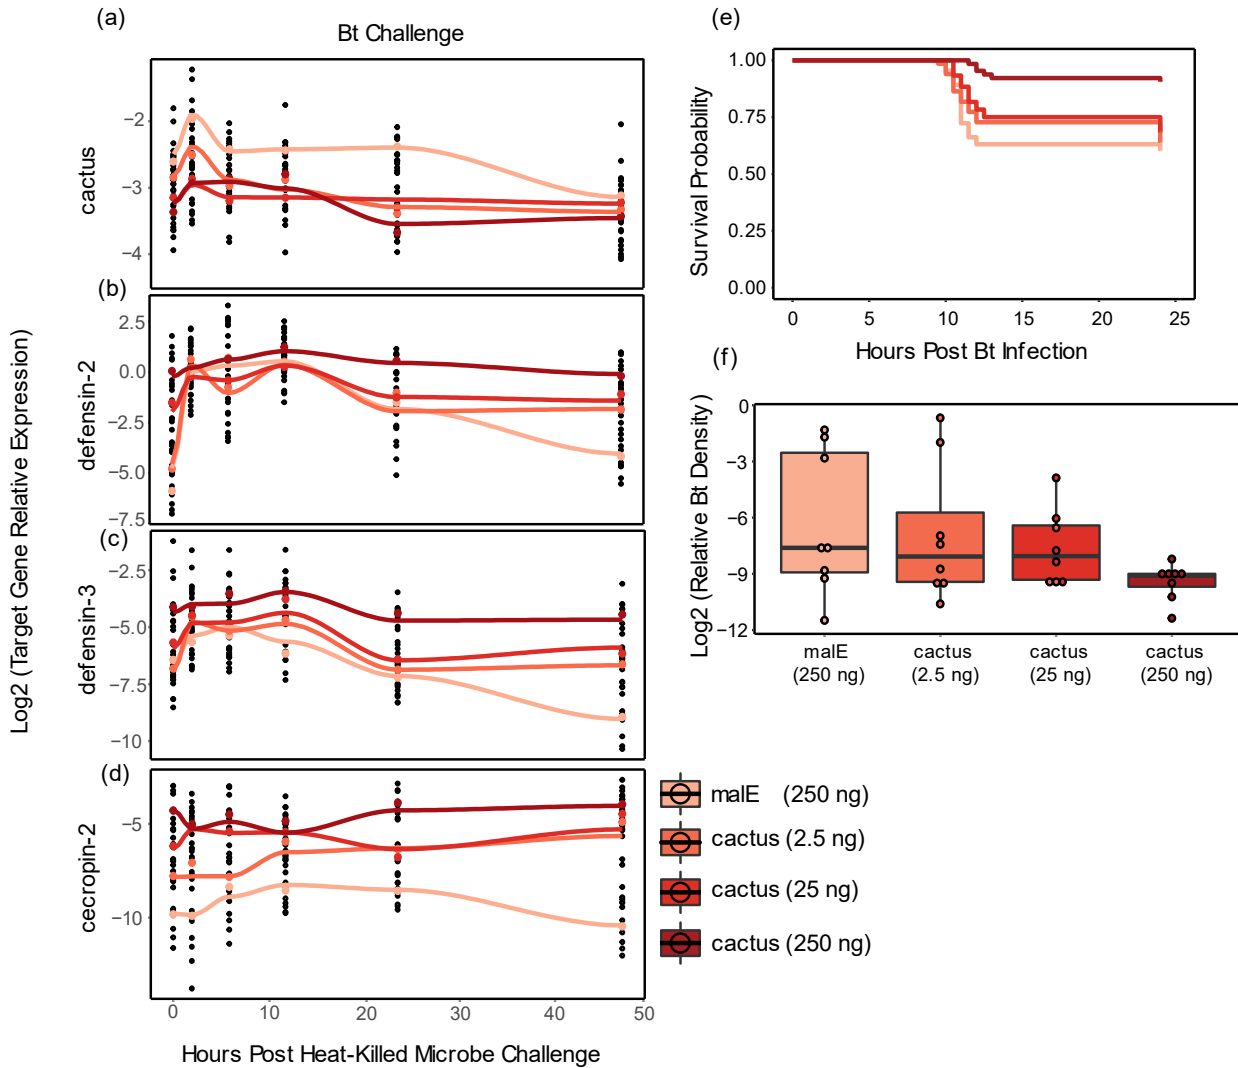 (a)
Bt Challenge
−2
−3
−4
cactus
(b)
2.5
0.0
−2.5
−5.0
−7.5
defensin-2
(c)
−2.5
−5.0
−7.5
−10
defensin-3
(d)
−5
−10
cecropin-2
0 10 20 30 40 50
Hours Post Heat-Killed Microbe Challenge
Log2 (Target Gene Relative Expression)
(e)
1.00
0.75
0.50
0.25
0.00
Survival Probability
0 5 10 15 20 25
Hours Post Bt Infection
(f)
0
−3
−6
−9
−12
Log2 (Relative Bt Density)
malE cactus cactus cactus
(250 ng) (2.5 ng) (25 ng) (250 ng)
malE (250 ng)
cactus (2.5 ng)
cactus (25 ng)
cactus (250 ng)